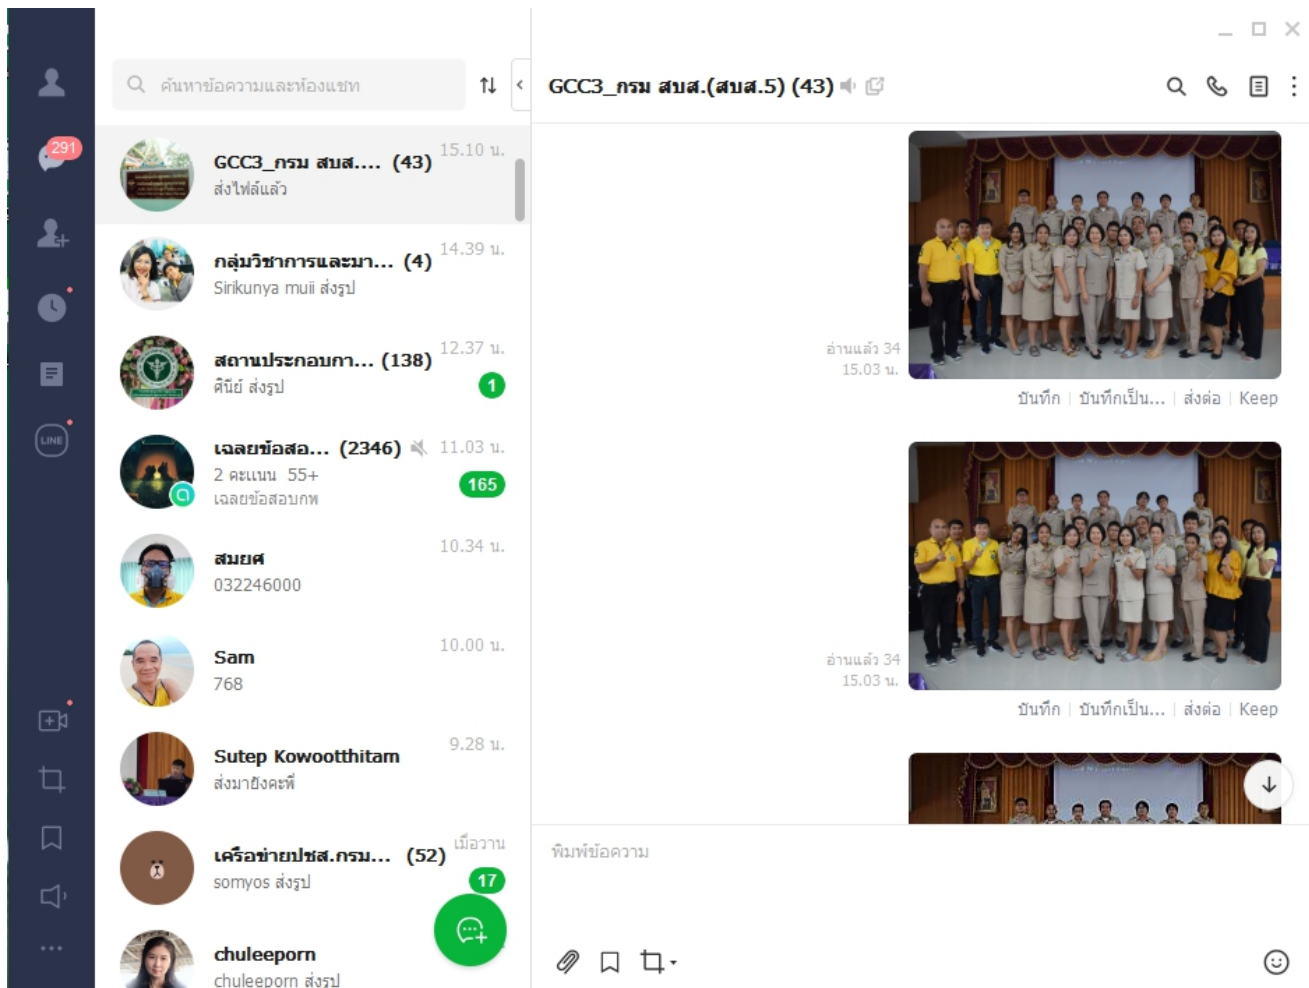 291
LINE
ค้นหาข้อความและห้องแชท
GCC3_กรม สบส.... (43)
15.10 น.
ส่งไฟล์แล้ว
กลุ่มวิชาการและมา... (4)
14.39 น.
Sirikunya muii ส่งรูป
สถานประกอบกา... (138)
12.37 น.
ศินีย์ ส่งรูป
1
เฉลยข้อสอ... (2346)
11.03 น.
2 คะแนน 55+
165
เฉลยข้อสอบกพ
สมยศ
10.34 น.
032246000
Sam
10.00 น.
768
Sutep Kowootthitam
9.28 น.
ส่งมายังคะพี่
เครือข่ายปชส.กรม... (52)
เมื่อวาน
somyos ส่งรูป
17
chuleeporn
chuleeporn ส่งรูป
GCC3_กรม สบส.(สบส.5) (43)
อ่านแล้ว 34
15.03 น.
บันทึก | บันทึกเป็น... | ส่งต่อ | Keep
อ่านแล้ว 34
15.03 น.
บันทึก | บันทึกเป็น... | ส่งต่อ | Keep
พิมพ์ข้อความ